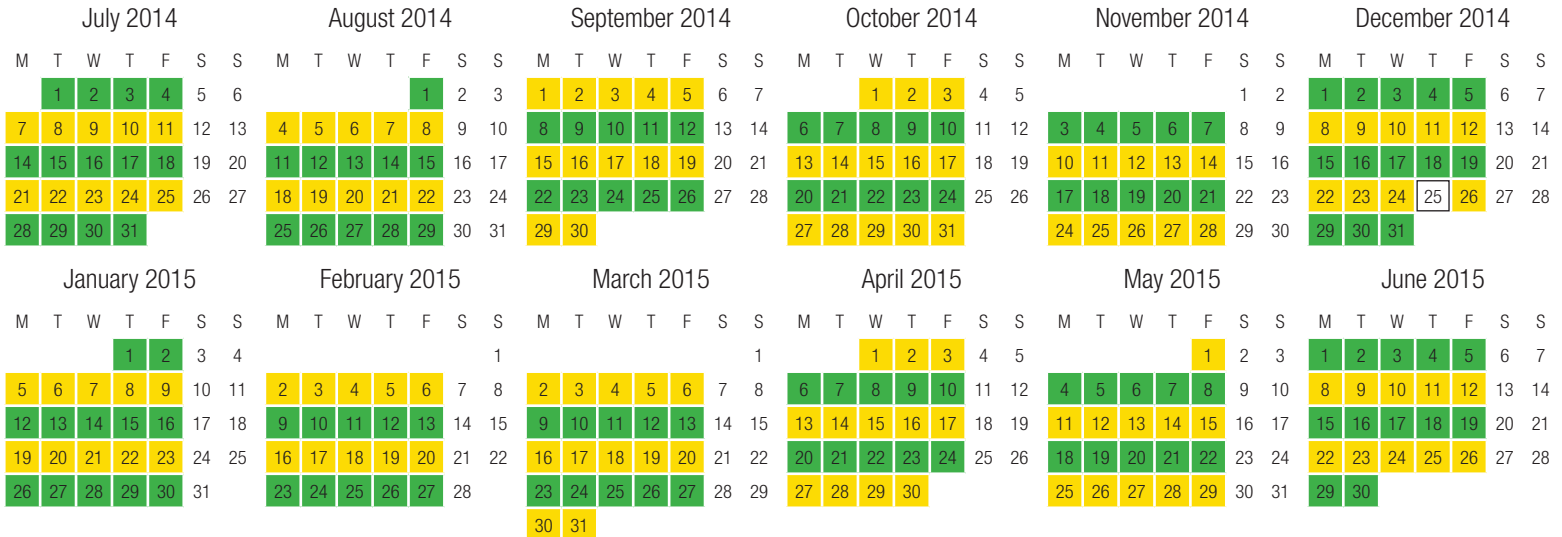 July 2014
M T W T F S S
1 2 3 4 5 6
7 8 9 10 11 12 13
14 15 16 17 18 19 20
21 22 23 24 25 26 27
28 29 30 31
August 2014
M T W T F S S
1 2 3
4 5 6 7 8 9 10
11 12 13 14 15 16 17
18 19 20 21 22 23 24
25 26 27 28 29 30 31
September 2014
M T W T F S S
1 2 3 4 5 6 7
8 9 10 11 12 13 14
15 16 17 18 19 20 21
22 23 24 25 26 27 28
29 30
October 2014
M T W T F S S
1 2 3 4 5
6 7 8 9 10 11 12
13 14 15 16 17 18 19
20 21 22 23 24 25 26
27 28 29 30 31
November 2014
M T W T F S S
1 2
3 4 5 6 7 8 9
10 11 12 13 14 15 16
17 18 19 20 21 22 23
24 25 26 27 28 29 30
December 2014
M T W T F S S
1 2 3 4 5 6 7
8 9 10 11 12 13 14
15 16 17 18 19 20 21
22 23 24 25 26 27 28
29 30 31
January 2015
M T W T F S S
1 2 3 4
5 6 7 8 9 10 11
12 13 14 15 16 17 18
19 20 21 22 23 24 25
26 27 28 29 30 31
February 2015
M T W T F S S
1
2 3 4 5 6 7 8
9 10 11 12 13 14 15
16 17 18 19 20 21 22
23 24 25 26 27 28
March 2015
M T W T F S S
1
2 3 4 5 6 7 8
9 10 11 12 13 14 15
16 17 18 19 20 21 22
23 24 25 26 27 28 29
30 31
April 2015
M T W T F S S
1 2 3 4 5
6 7 8 9 10 11 12
13 14 15 16 17 18 19
20 21 22 23 24 25 26
27 28 29 30
May 2015
M T W T F S S
1 2 3
4 5 6 7 8 9 10
11 12 13 14 15 16 17
18 19 20 21 22 23 24
25 26 27 28 29 30 31
June 2015
M T W T F S S
1 2 3 4 5 6 7
8 9 10 11 12 13 14
15 16 17 18 19 20 21
22 23 24 25 26 27 28
29 30